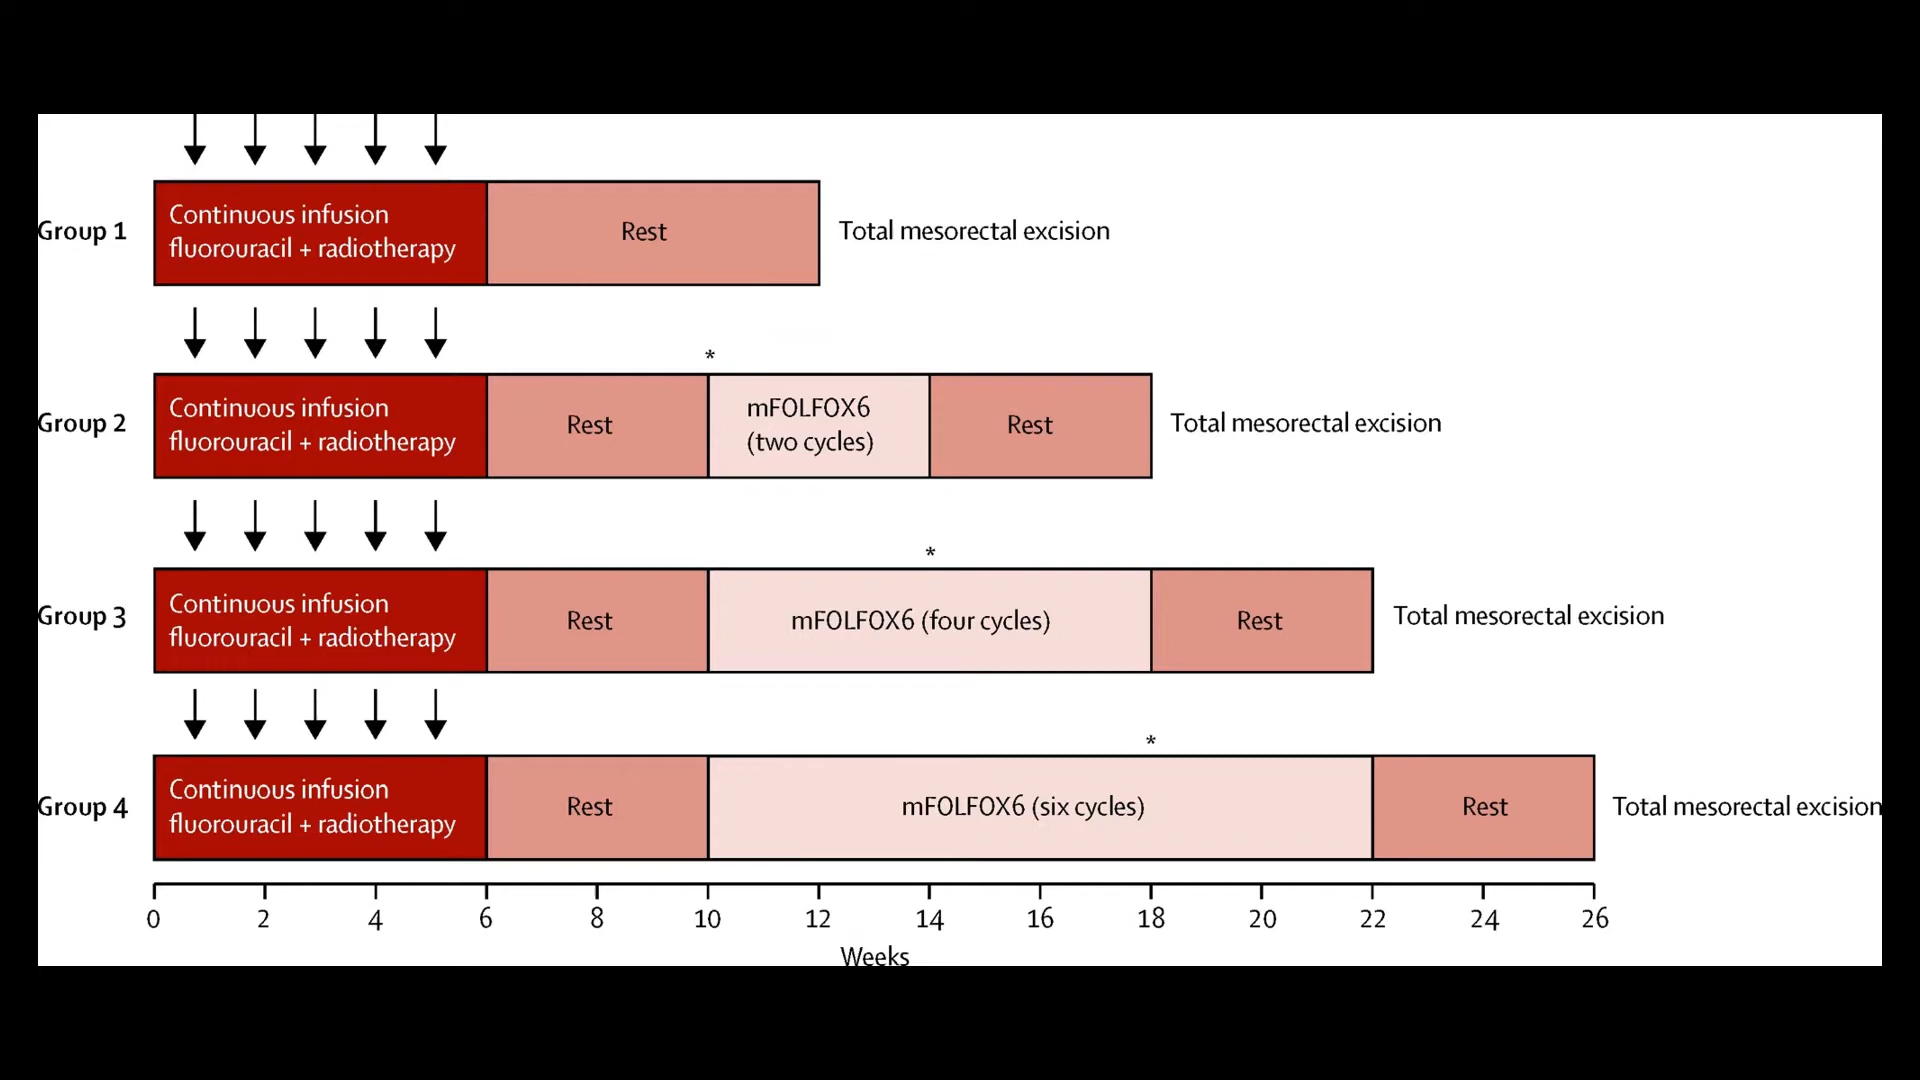 Group 1
Continuous infusion
fluorouracil + radiotherapy
Rest
Total mesorectal excision
*
Group 2
Continuous infusion
fluorouracil + radiotherapy
Rest
mFOLFOX6
(two cycles)
Rest
Total mesorectal excision
*
Group 3
Continuous infusion
fluorouracil + radiotherapy
Rest
mFOLFOX6 (four cycles)
Rest
Total mesorectal excision
*
Group 4
Continuous infusion
fluorouracil + radiotherapy
Rest
mFOLFOX6 (six cycles)
Rest
Total mesorectal excision
0 2 4 6 8 10 12 14 16 18 20 22 24 26
Weeks